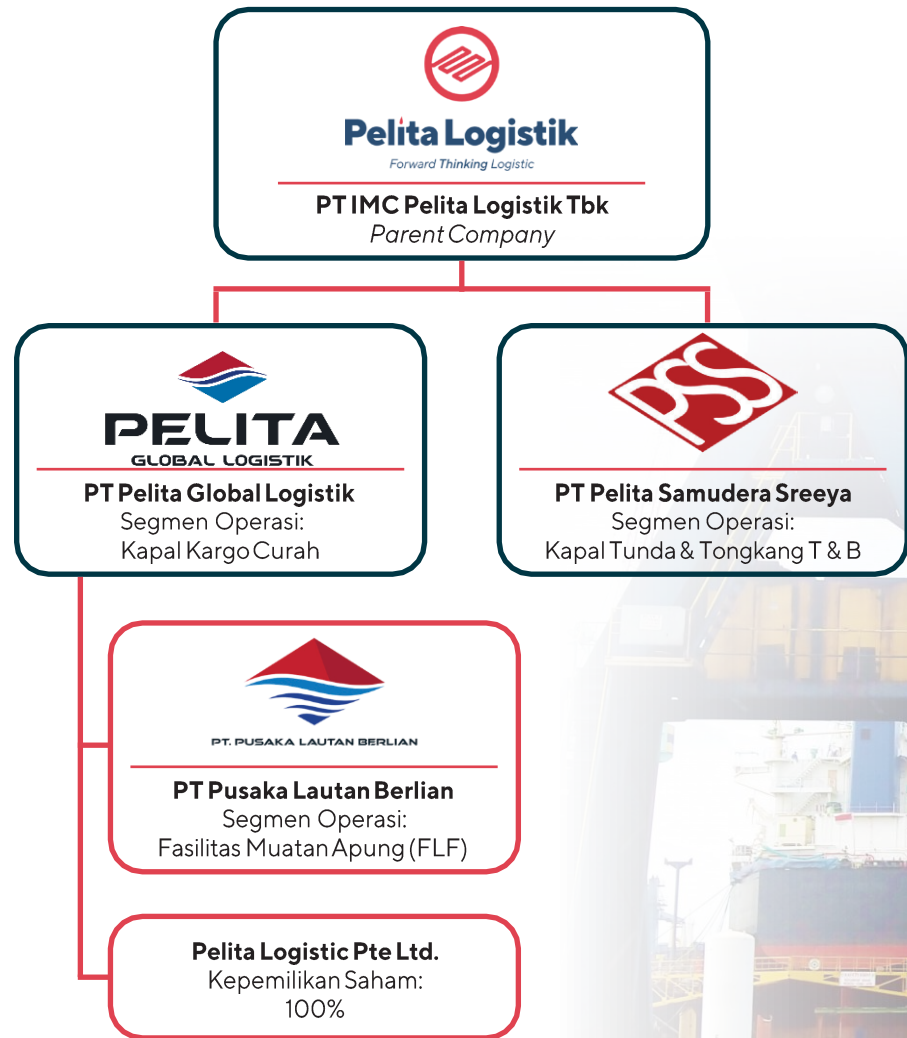 Pelita Logistik
Forward Thinking Logistic
PT IMC Pelita Logistik Tbk
Parent Company
PELITA
GLOBAL LOGISTIK
PT Pelita Global Logistik
Segmen Operasi:
Kapal Kargo Curah
PSS
PT Pelita Samudera Sreeya
Segmen Operasi:
Kapal Tunda & Tongkang T & B
PT. PUSAKA LAUTAN BERLIAN
PT Pusaka Lautan Berlian
Segmen Operasi:
Fasilitas Muatan Apung (FLF)
Pelita Logistic Pte Ltd.
Kepemilikan Saham:
100%